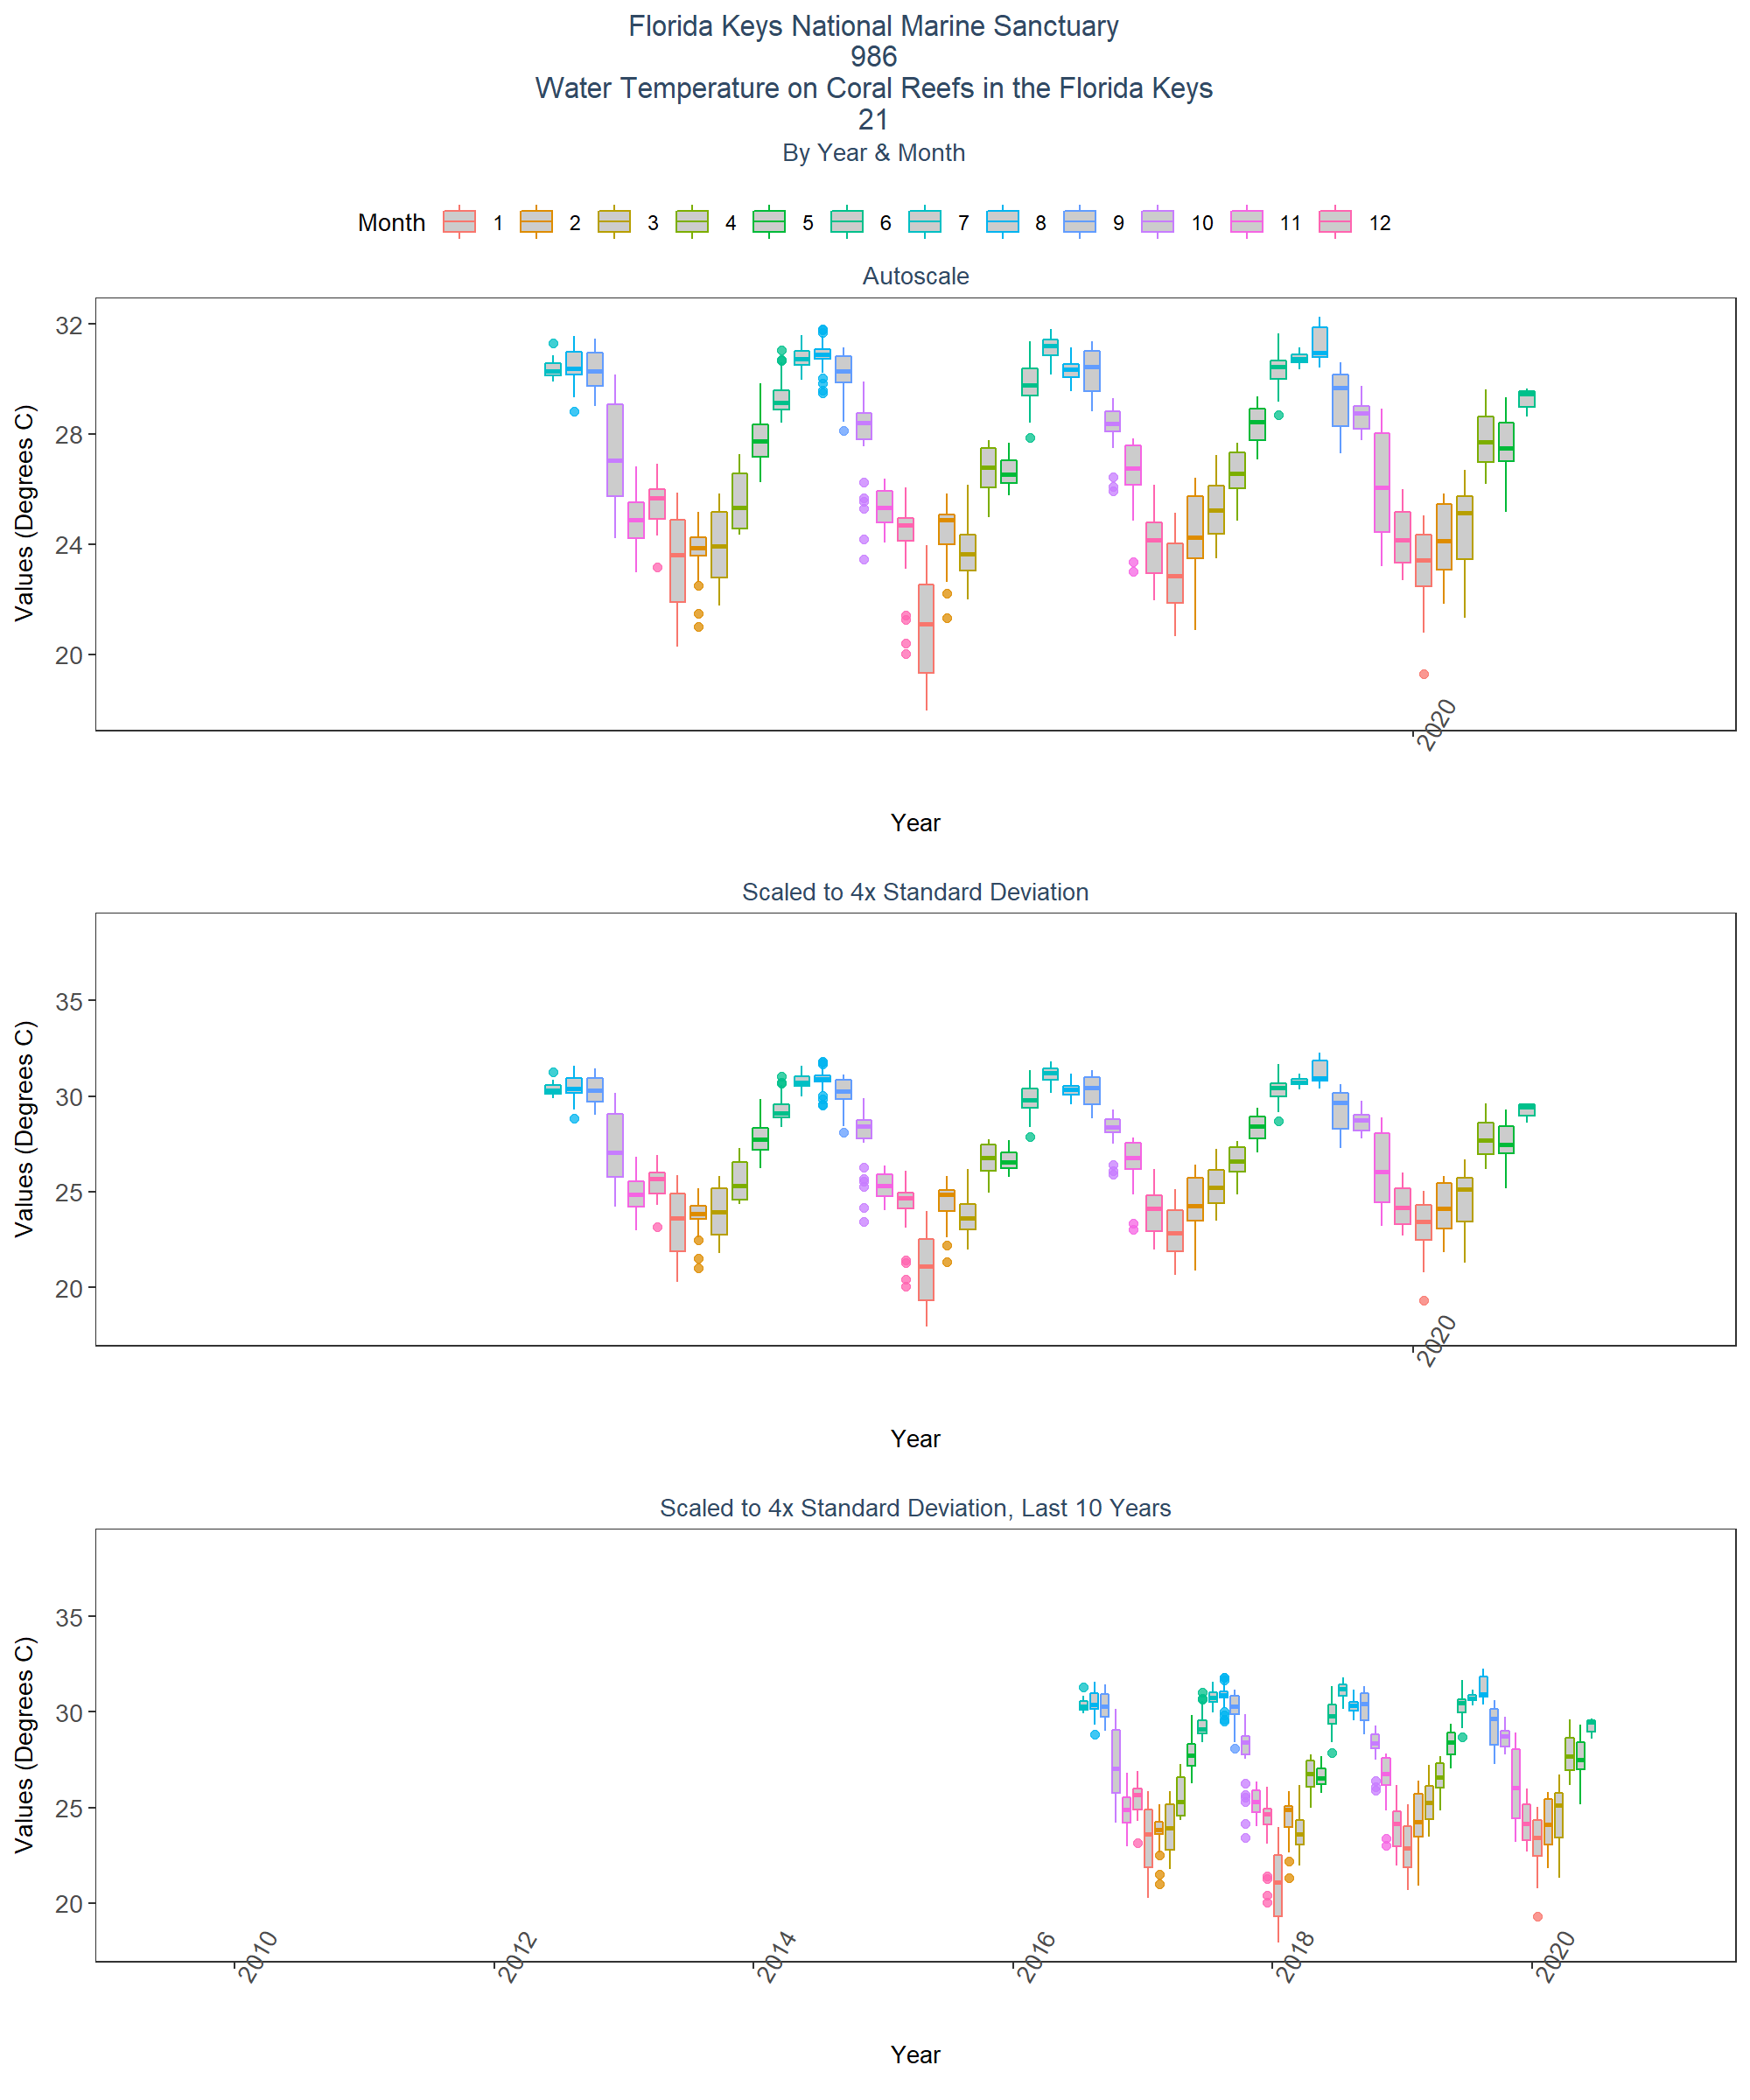 Florida Keys National Marine Sanctuary
986
Water Temperature on Coral Reefs in the Florida Keys
21
By Year & Month
Month 1 2 3 4 5 6 7 8 9 10 11 12
Autoscale
Values (Degrees C)
32
28
24
20
2020
Year
Scaled to 4x Standard Deviation
Values (Degrees C)
35
30
25
20
2020
Year
Scaled to 4x Standard Deviation, Last 10 Years
Values (Degrees C)
35
30
25
20
2010 2012 2014 2016 2018 2020
Year